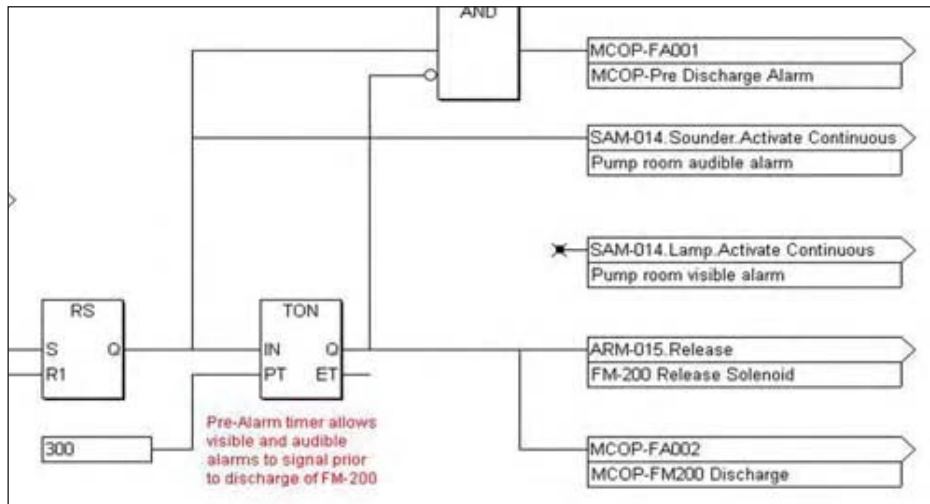 AND
MCOP-FA001
MCOP-Pre Discharge Alarm
SAM-014.Sounder.Activate Continuous
Pump room audible alarm
SAM-014.Lamp.Activate Continuous
Pump room visible alarm
RS
S Q
R1
TON
IN Q
PT ET
ARM-015.Release
FM-200 Release Solenoid
300
Pre-Alarm timer allows
visible and audible
alarms to signal prior
to discharge of FM-200
MCOP-FA002
MCOP-FM200 Discharge